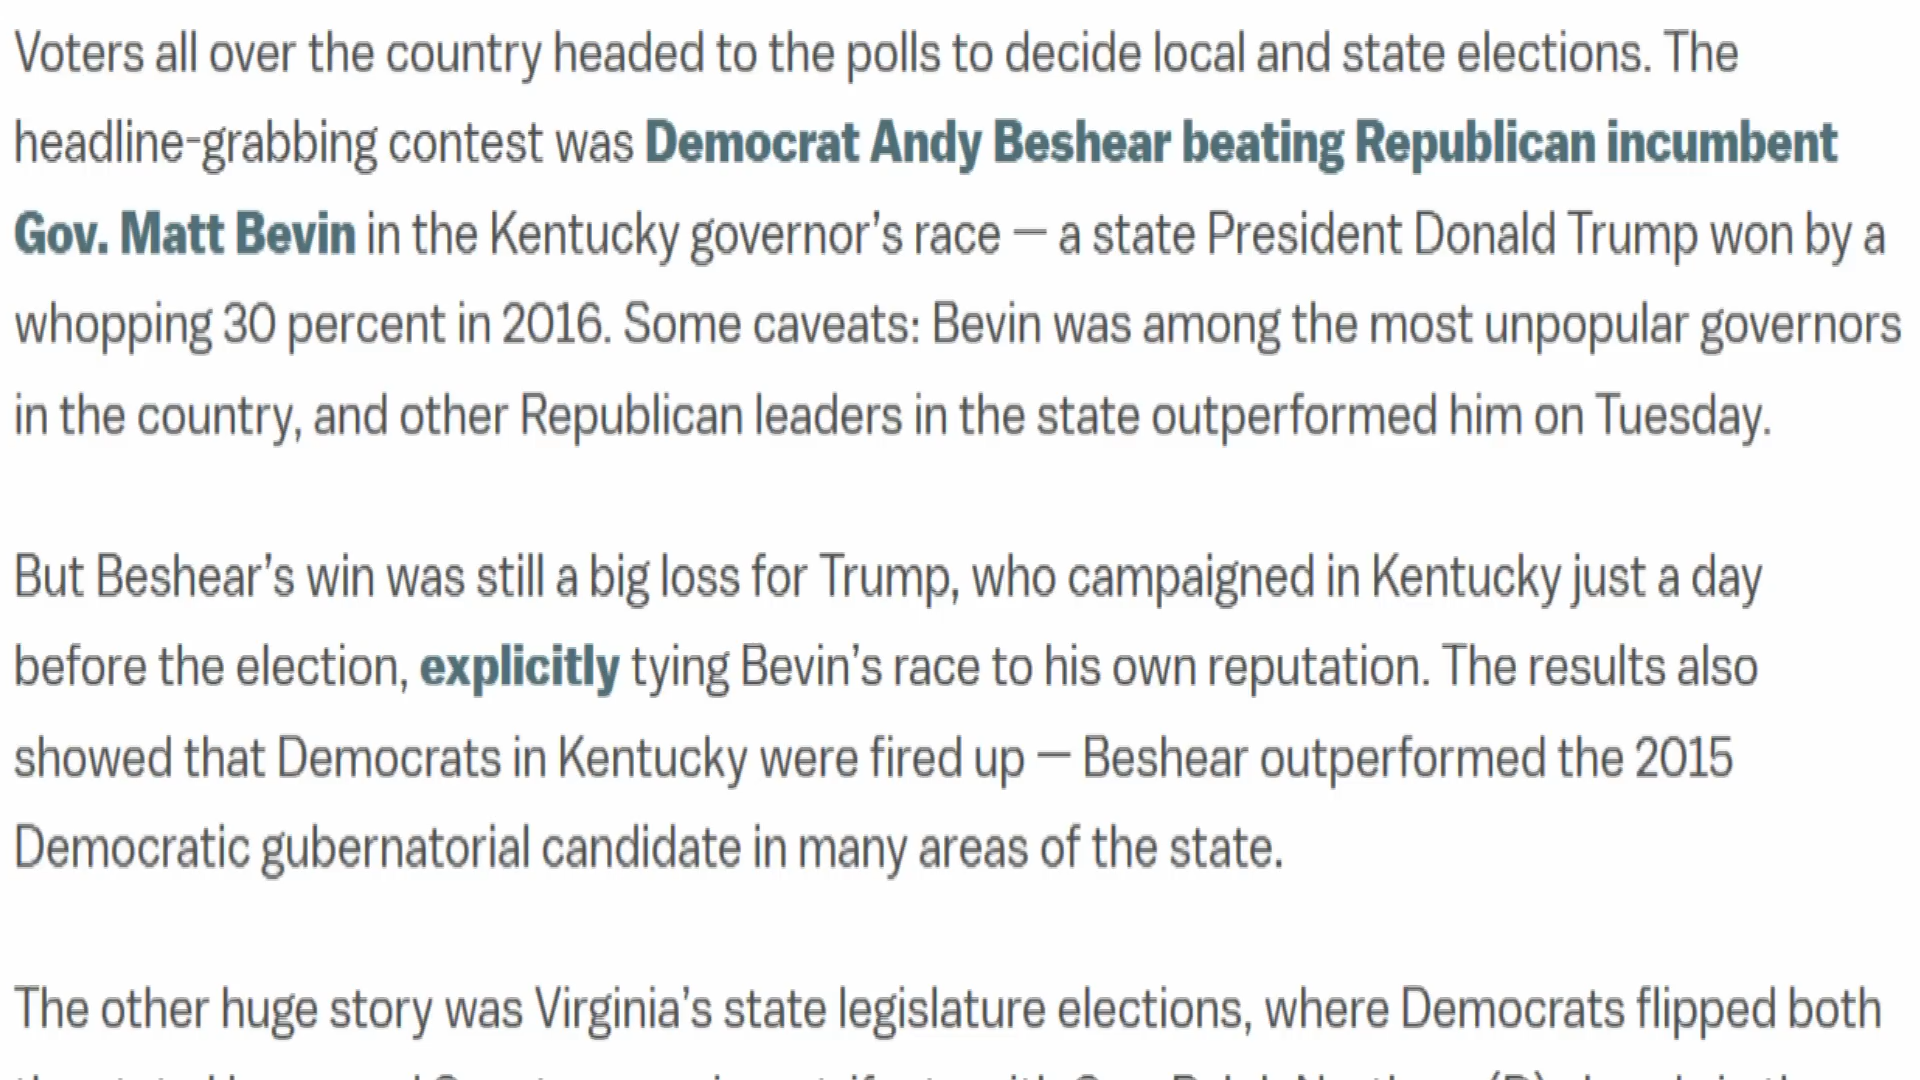 Voters all over the country headed to the polls to decide local and state elections. The
headline-grabbing contest was Democrat Andy Beshear beating Republican incumbent
Gov. Matt Bevin in the Kentucky governor’s race — a state President Donald Trump won by a
whopping 30 percent in 2016. Some caveats: Bevin was among the most unpopular governors
in the country, and other Republican leaders in the state outperformed him on Tuesday.
But Beshear’s win was still a big loss for Trump, who campaigned in Kentucky just a day
before the election, explicitly tying Bevin’s race to his own reputation. The results also
showed that Democrats in Kentucky were fired up — Beshear outperformed the 2015
Democratic gubernatorial candidate in many areas of the state.
The other huge story was Virginia’s state legislature elections, where Democrats flipped both